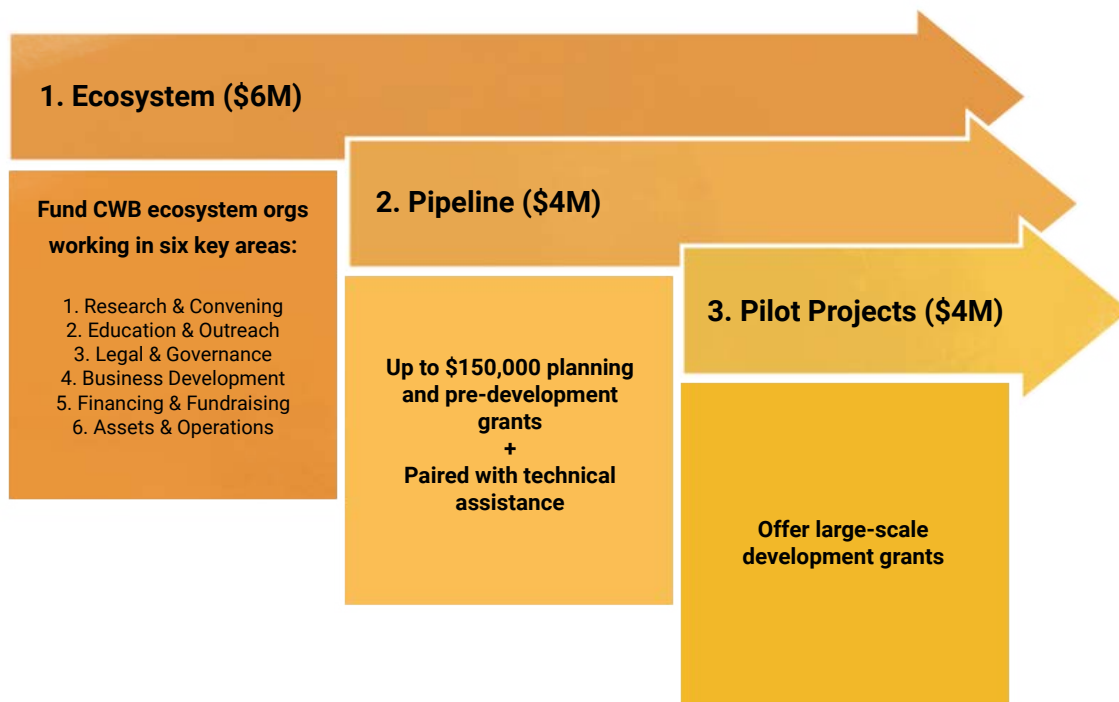 1. Ecosystem ($6M)
Fund CWB ecosystem orgs
working in six key areas:
1. Research & Convening
2. Education & Outreach
3. Legal & Governance
4. Business Development
5. Financing & Fundraising
6. Assets & Operations
2. Pipeline ($4M)
Up to $150,000 planning
and pre-development
grants
+
Paired with technical
assistance
3. Pilot Projects ($4M)
Offer large-scale
development grants